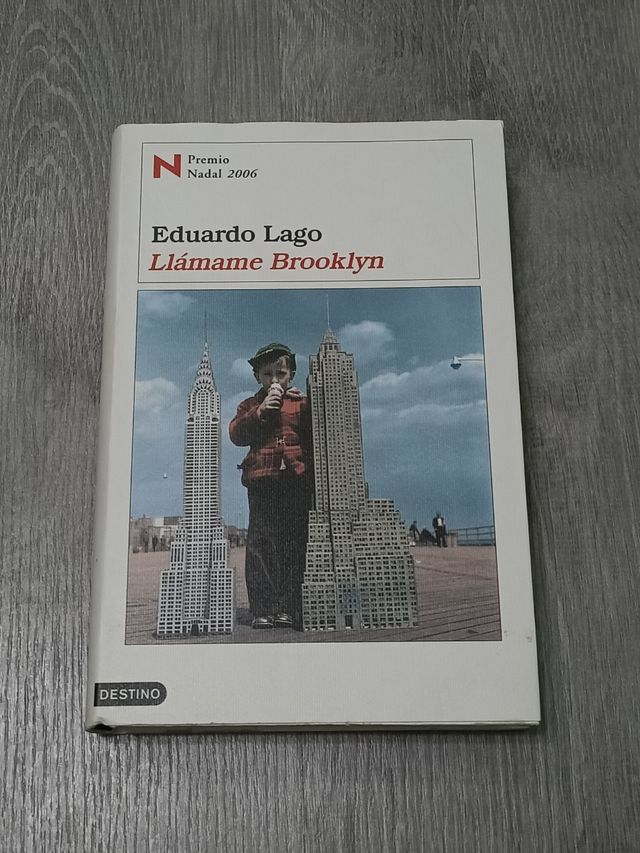 N
Premio
Nadal 2006
Eduardo Lago
Llámame Brooklyn
DESTINO